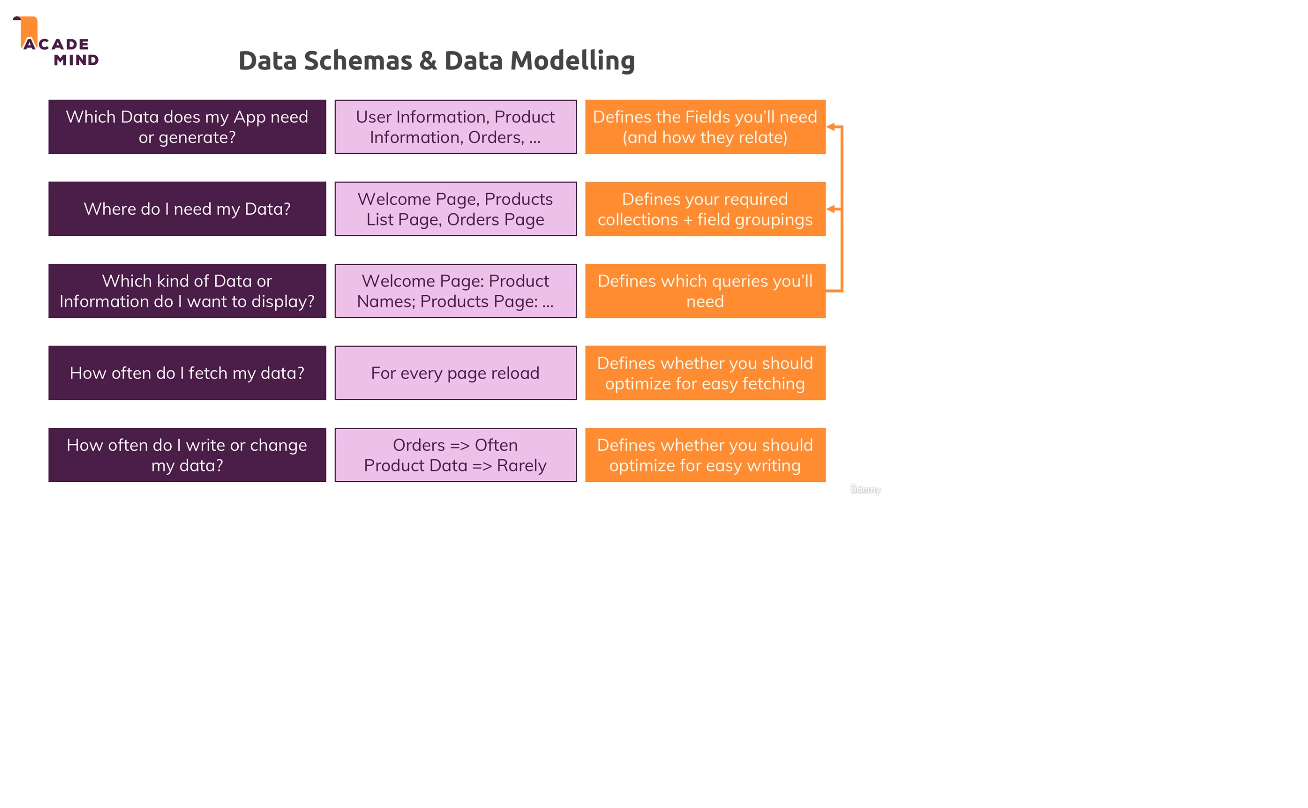 ACADE
MIND
Data Schemas & Data Modelling
Which Data does my App need
or generate?
User Information, Product
Information, Orders, ...
Defines the Fields you'll need
(and how they relate)
Where do I need my Data?
Welcome Page, Products
List Page, Orders Page
Defines your required
collections + field groupings
Which kind of Data or
Information do I want to display?
Welcome Page: Product
Names; Products Page: ...
Defines which queries you'll
need
How often do I fetch my data?
For every page reload
Defines whether you should
optimize for easy fetching
How often do I write or change
my data?
Orders => Often
Product Data => Rarely
Defines whether you should
optimize for easy writing
ûdemy